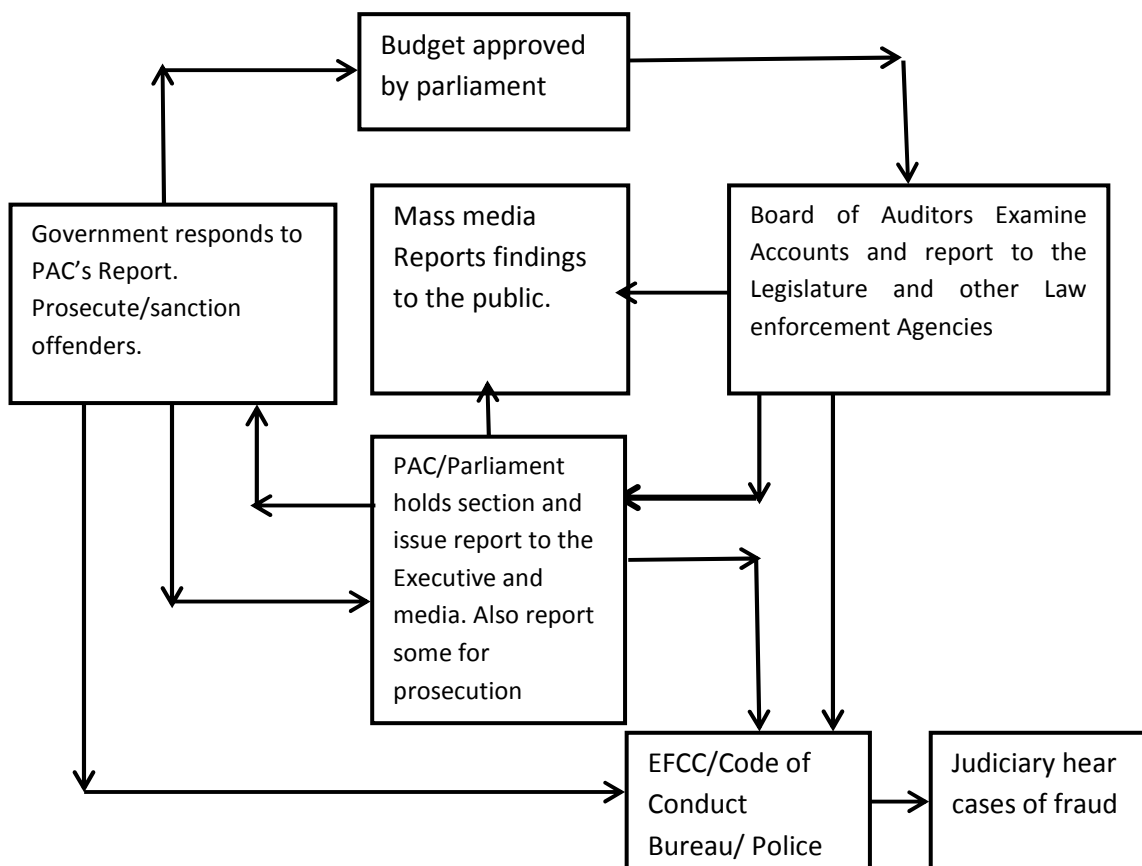 Budget approved
by parliament
Government responds to
PAC's Report.
Prosecute/sanction
offenders.
Mass media
Reports findings
to the public.
Board of Auditors Examine
Accounts and report to the
Legislature and other Law
enforcement Agencies
PAC/Parliament
holds section and
issue report to the
Executive and
media. Also report
some for
prosecution
EFCC/Code of
Conduct
Bureau/ Police
Judiciary hear
cases of fraud